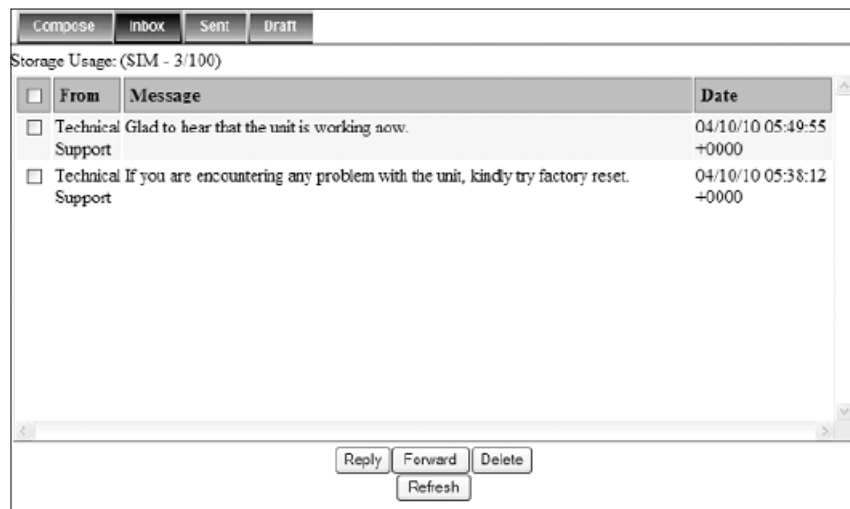 Compose Inbox Sent Draft
Storage Usage: (SIM - 3/100)
From Message Date
Technical Support Glad to hear that the unit is working now. 04/10/10 05:49:55 +0000
Technical Support If you are encountering any problem with the unit, kindly try factory reset. 04/10/10 05:38:12 +0000
Reply Forward Delete
Refresh